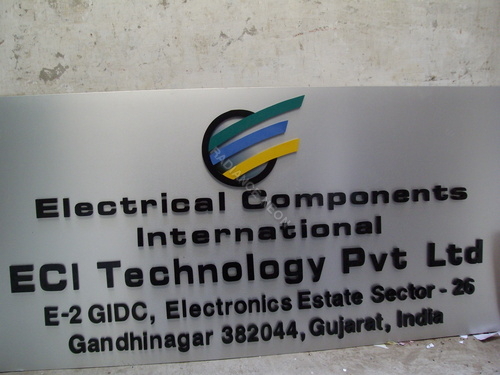 Electrical Components
International
ECI Technology Pvt Ltd
E-2 GIDC, Electronics Estate Sector - 26
Gandhinagar 382044, Gujarat, India